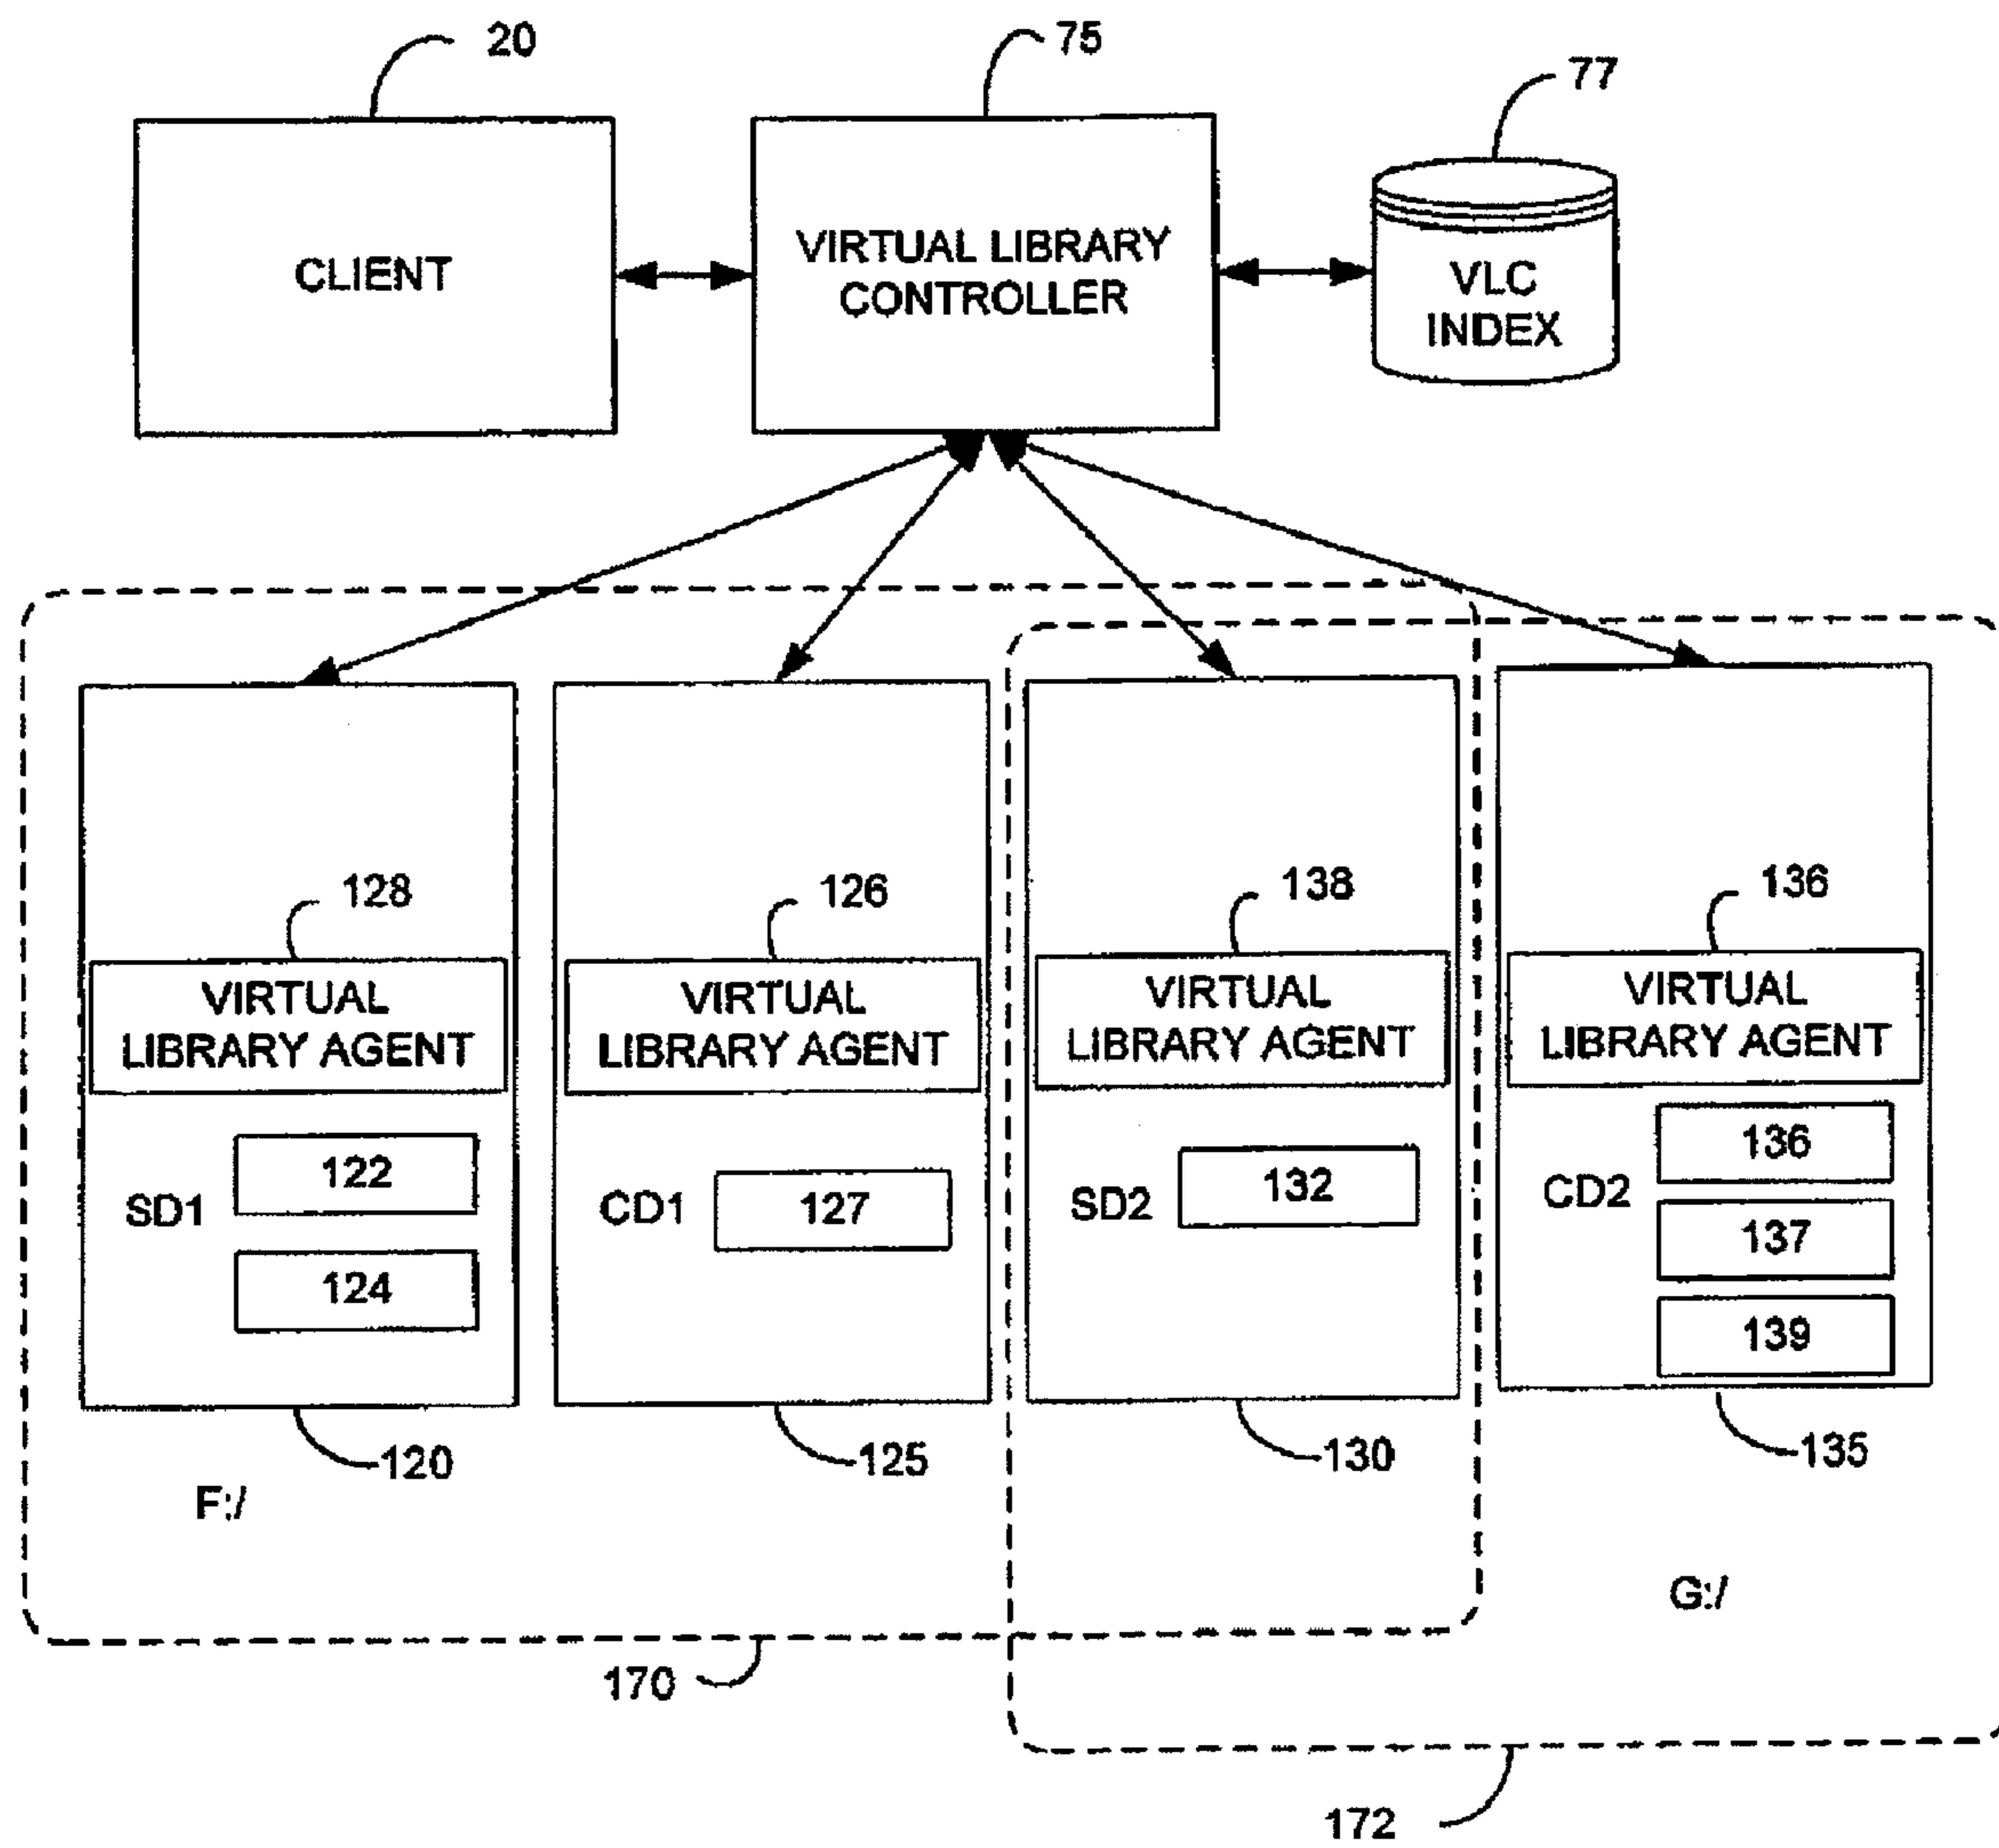 20
75
77
CLIENT
VIRTUAL LIBRARY
CONTROLLER
VLC
INDEX
128
126
138
136
VIRTUAL
LIBRARY AGENT
VIRTUAL
LIBRARY AGENT
VIRTUAL
LIBRARY AGENT
VIRTUAL
LIBRARY AGENT
SD1
122
124
CD1
127
SD2
132
CD2
136
137
139
120
125
130
135
F:/
G:/
170
172